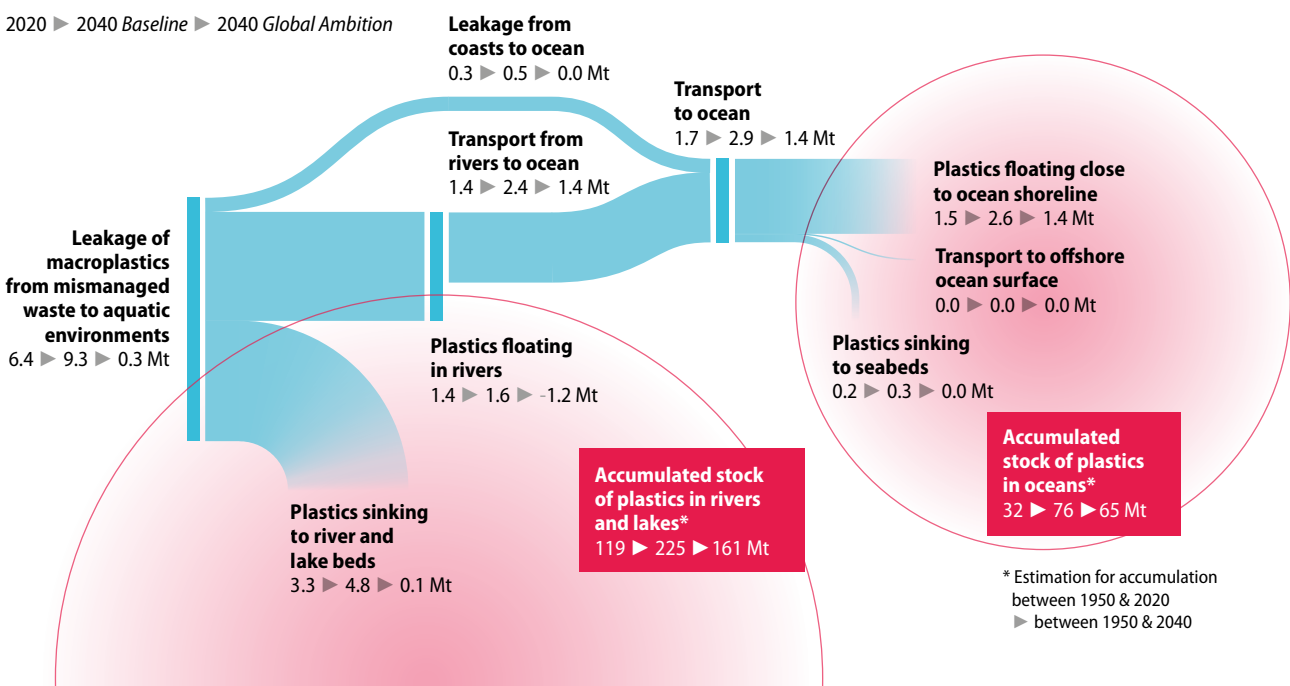 2020 ▶ 2040 Baseline ▶ 2040 Global Ambition
Leakage from
coasts to ocean
0.3 ▶ 0.5 ▶ 0.0 Mt
Transport
to ocean
1.7 ▶ 2.9 ▶ 1.4 Mt
Transport from
rivers to ocean
1.4 ▶ 2.4 ▶ 1.4 Mt
Plastics floating close
to ocean shoreline
1.5 ▶ 2.6 ▶ 1.4 Mt
Leakage of
macroplastics
from mismanaged
waste to aquatic
environments
6.4 ▶ 9.3 ▶ 0.3 Mt
Transport to offshore
ocean surface
0.0 ▶ 0.0 ▶ 0.0 Mt
Plastics floating
in rivers
1.4 ▶ 1.6 ▶ -1.2 Mt
Plastics sinking
to seabeds
0.2 ▶ 0.3 ▶ 0.0 Mt
Accumulated
stock of plastics
in oceans*
32 ▶ 76 ▶ 65 Mt
Accumulated stock
of plastics in rivers
and lakes*
119 ▶ 225 ▶ 161 Mt
Plastics sinking
to river and
lake beds
3.3 ▶ 4.8 ▶ 0.1 Mt
* Estimation for accumulation
between 1950 & 2020
▶ between 1950 & 2040